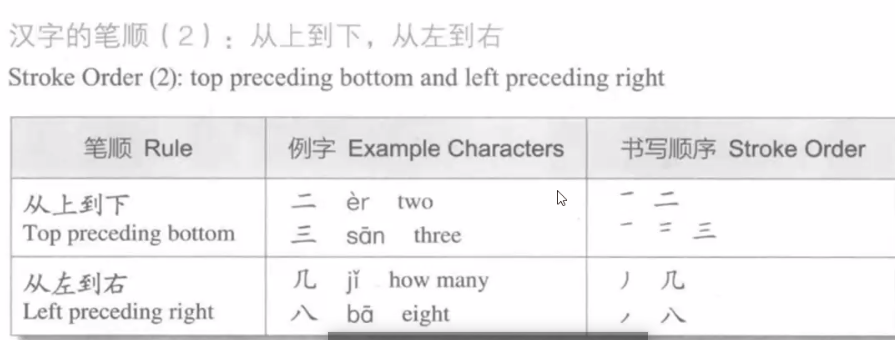 汉字的笔顺（2）：从上到下，从左到右
Stroke Order (2): top preceding bottom and left preceding right
笔顺 Rule 例字 Example Characters 书写顺序 Stroke Order
从上到下 二 èr two 一 二
Top preceding bottom 三 sān three 一 二 三
从左到右 几 jǐ how many 丿 几
Left preceding right 八 bā eight 丿 八